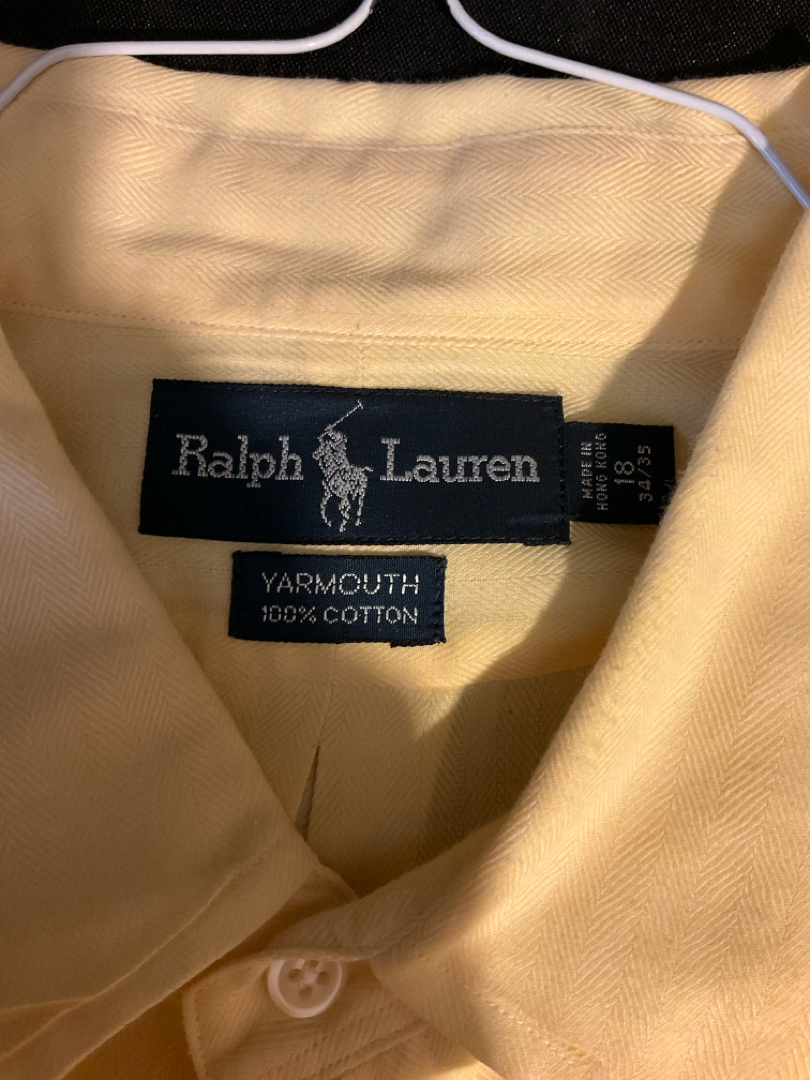 Ralph Lauren
MADE IN
HONG KONG
18
34/35
YARMOUTH
100% COTTON